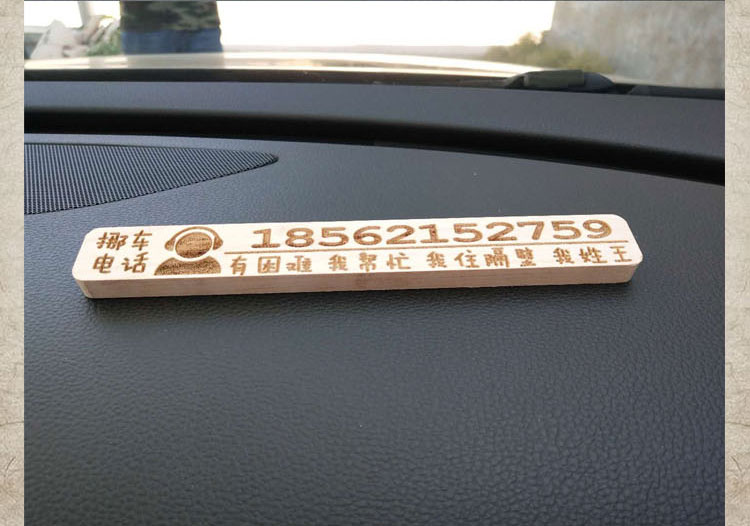 挪车
电话
18562152759
有困难 我帮忙 我住隔壁 我姓王